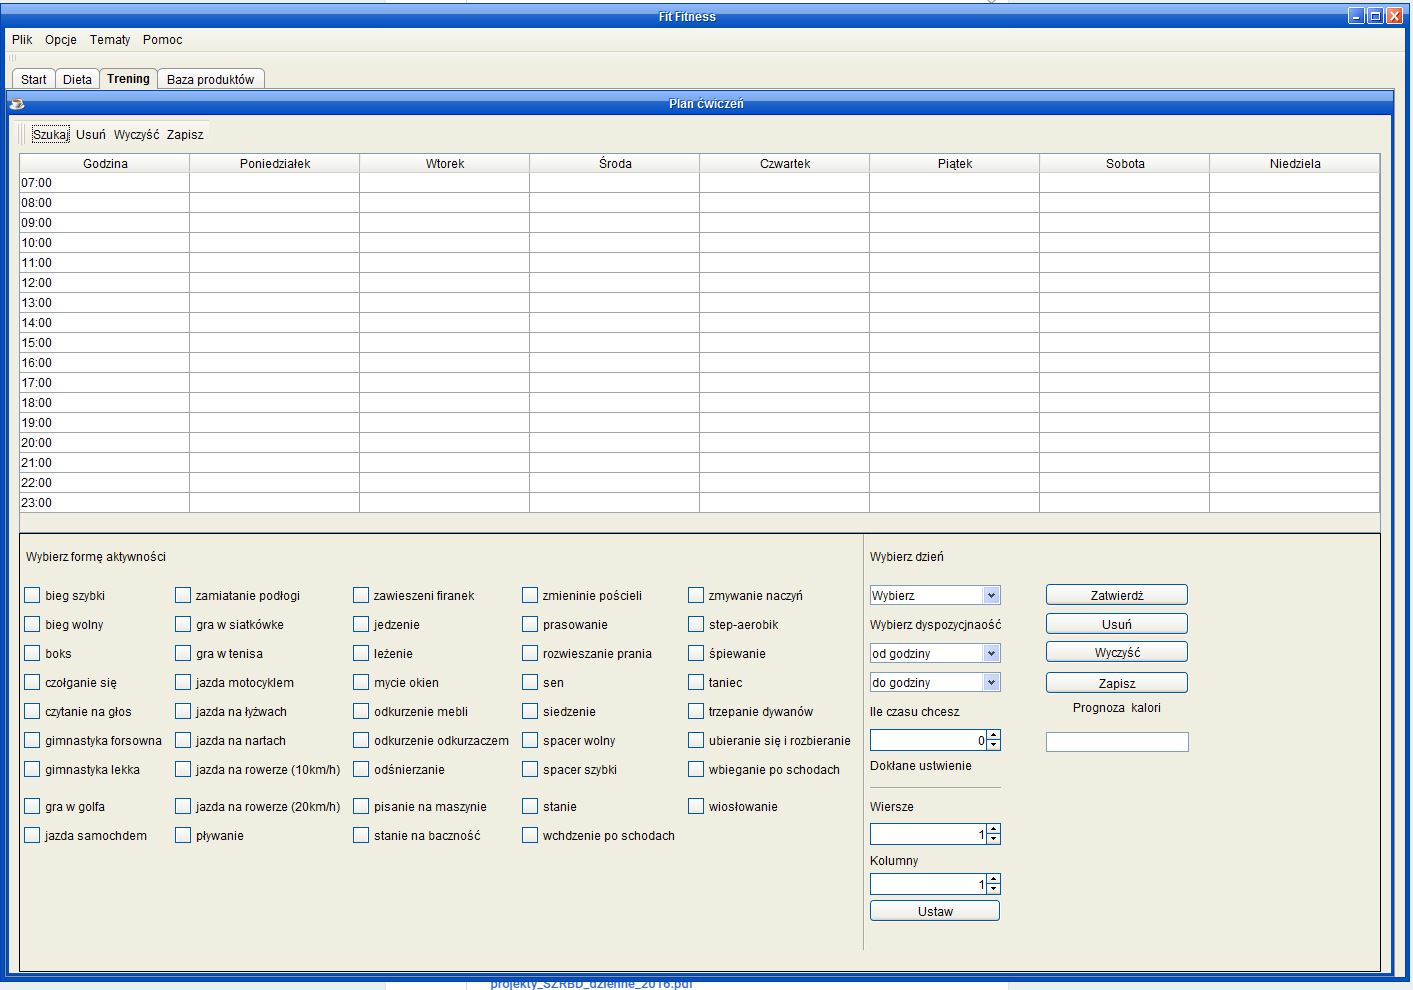 Fit Fitness
Plik Opcje Tematy Pomoc
Start Dieta Trening Baza produktów
Plan ćwiczeń
Szukaj Usuń Wyczyść Zapisz
Godzina Poniedziałek Wtorek Środa Czwartek Piątek Sobota Niedziela
07:00
08:00
09:00
10:00
11:00
12:00
13:00
14:00
15:00
16:00
17:00
18:00
19:00
20:00
21:00
22:00
23:00
Wybierz formę aktywności
bieg szybki zamiatanie podłogi zawieszeni firanek zmieninie pościeli zmywanie naczyń
bieg wolny gra w siatkówke jedzenie prasowanie step-aerobik
boks gra w tenisa leżenie rozwieszanie prania śpiewanie
czołganie się jazda motocyklem mycie okien sen taniec
czytanie na głos jazda na łyżwach odkurzenie mebli siedzenie trzepanie dywanów
gimnastyka forsowna jazda na nartach odkurzenie odkurzaczem spacer wolny ubieranie się i rozbieranie
gimnastyka lekka jazda na rowerze (10km/h) odśnierzanie spacer szybki wbieganie po schodach
gra w golfa jazda na rowerze (20km/h) pisanie na maszynie stanie wiosłowanie
jazda samochdem pływanie stanie na baczność wchdzenie po schodach
Wybierz dzień
Wybierz
Wybierz dyspozycjnaość
od godziny
do godziny
Ile czasu chcesz
0
Dokłane ustwienie
Wiersze
1
Kolumny
1
Ustaw
Zatwierdź
Usuń
Wyczyść
Zapisz
Prognoza kalori
projekty_SZRBD_dzienne_2016.pdf